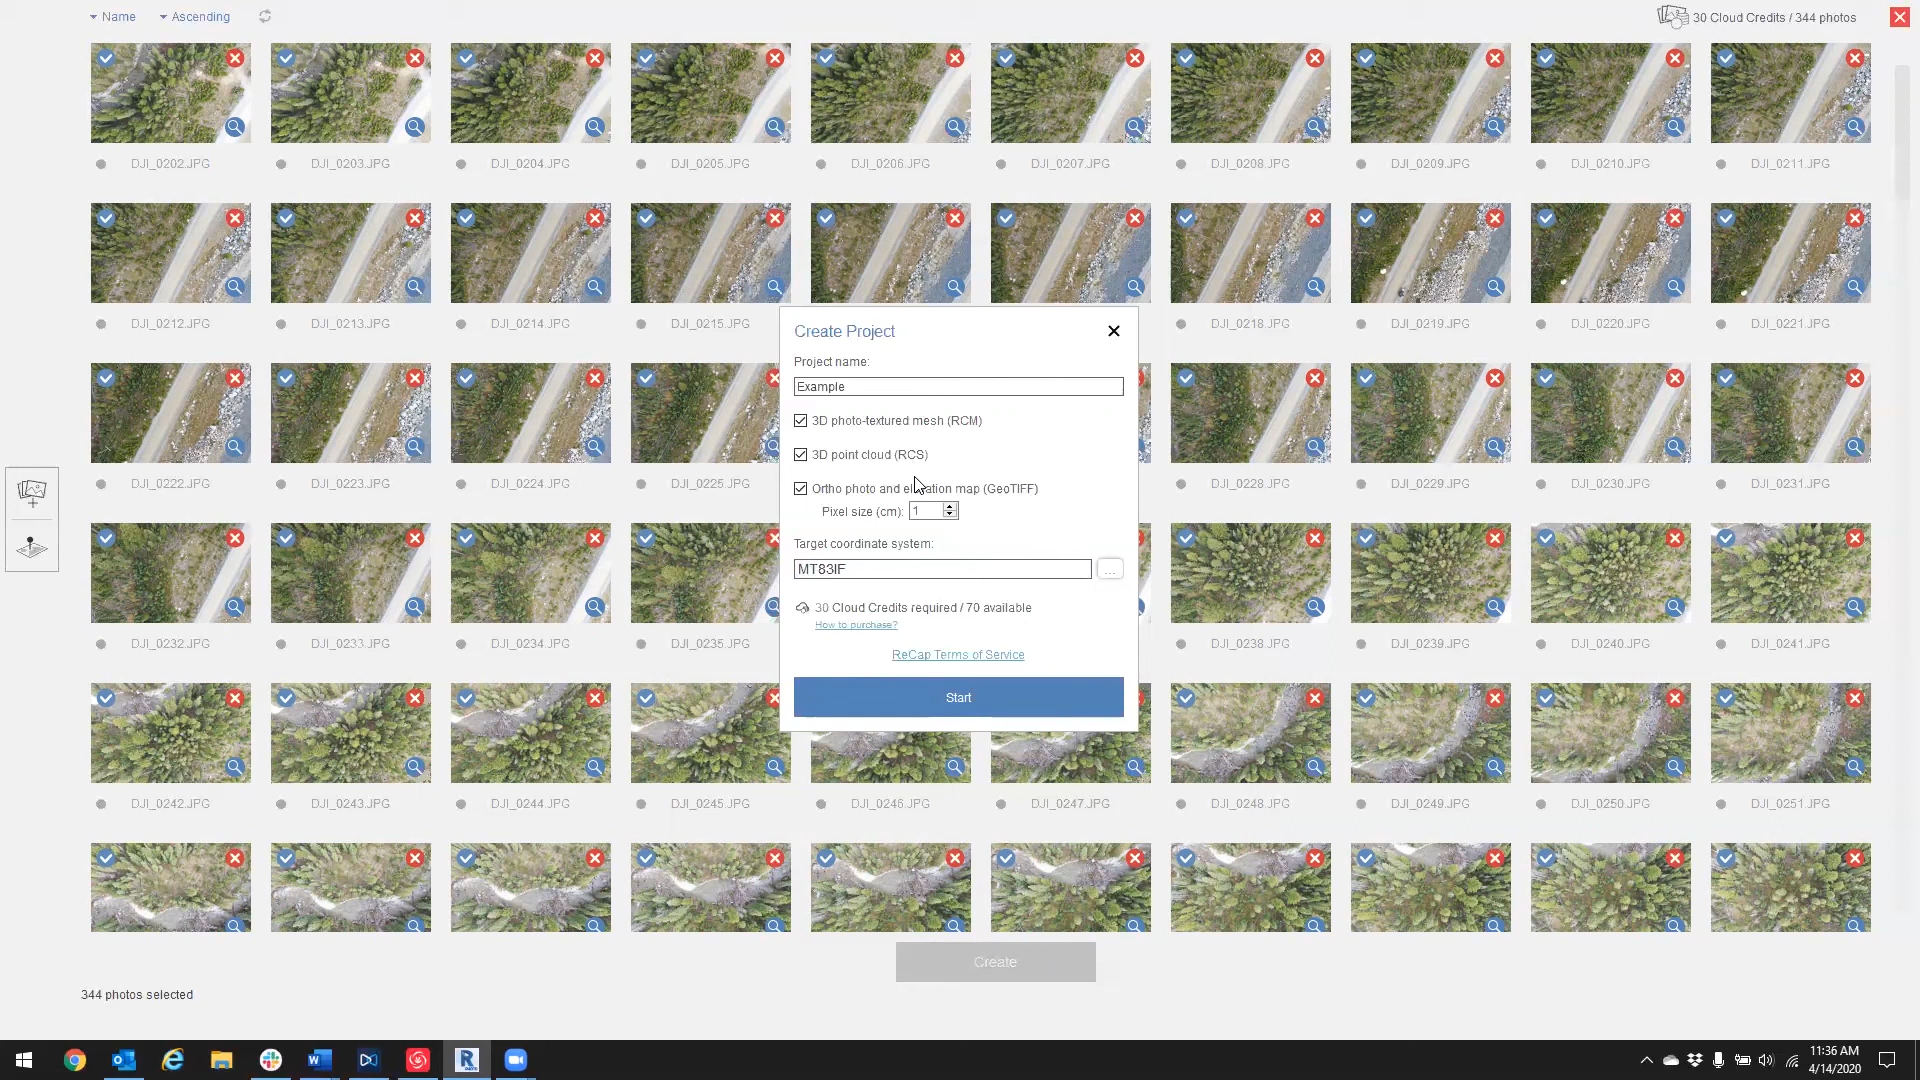 Name Ascending 30 Cloud Credits / 344 photos
DJI_0202.JPG DJI_0203.JPG DJI_0204.JPG DJI_0205.JPG DJI_0206.JPG DJI_0207.JPG DJI_0208.JPG DJI_0209.JPG DJI_0210.JPG DJI_0211.JPG
DJI_0212.JPG DJI_0213.JPG DJI_0214.JPG DJI_0215.JPG DJI_0218.JPG DJI_0219.JPG DJI_0220.JPG DJI_0221.JPG
Create Project
Project name:
Example
3D photo-textured mesh (RCM)
3D point cloud (RCS)
DJI_0222.JPG DJI_0223.JPG DJI_0224.JPG DJI_0225.JPG DJI_0228.JPG DJI_0229.JPG DJI_0230.JPG DJI_0231.JPG
Ortho photo and elevation map (GeoTIFF)
Pixel size (cm): 1
Target coordinate system:
MT83IF ...
30 Cloud Credits required / 70 available
How to purchase?
DJI_0232.JPG DJI_0233.JPG DJI_0234.JPG DJI_0235.JPG DJI_0238.JPG DJI_0239.JPG DJI_0240.JPG DJI_0241.JPG
ReCap Terms of Service
Start
DJI_0242.JPG DJI_0243.JPG DJI_0244.JPG DJI_0245.JPG DJI_0246.JPG DJI_0247.JPG DJI_0248.JPG DJI_0249.JPG DJI_0250.JPG DJI_0251.JPG
Create
344 photos selected
11:36 AM
4/14/2020